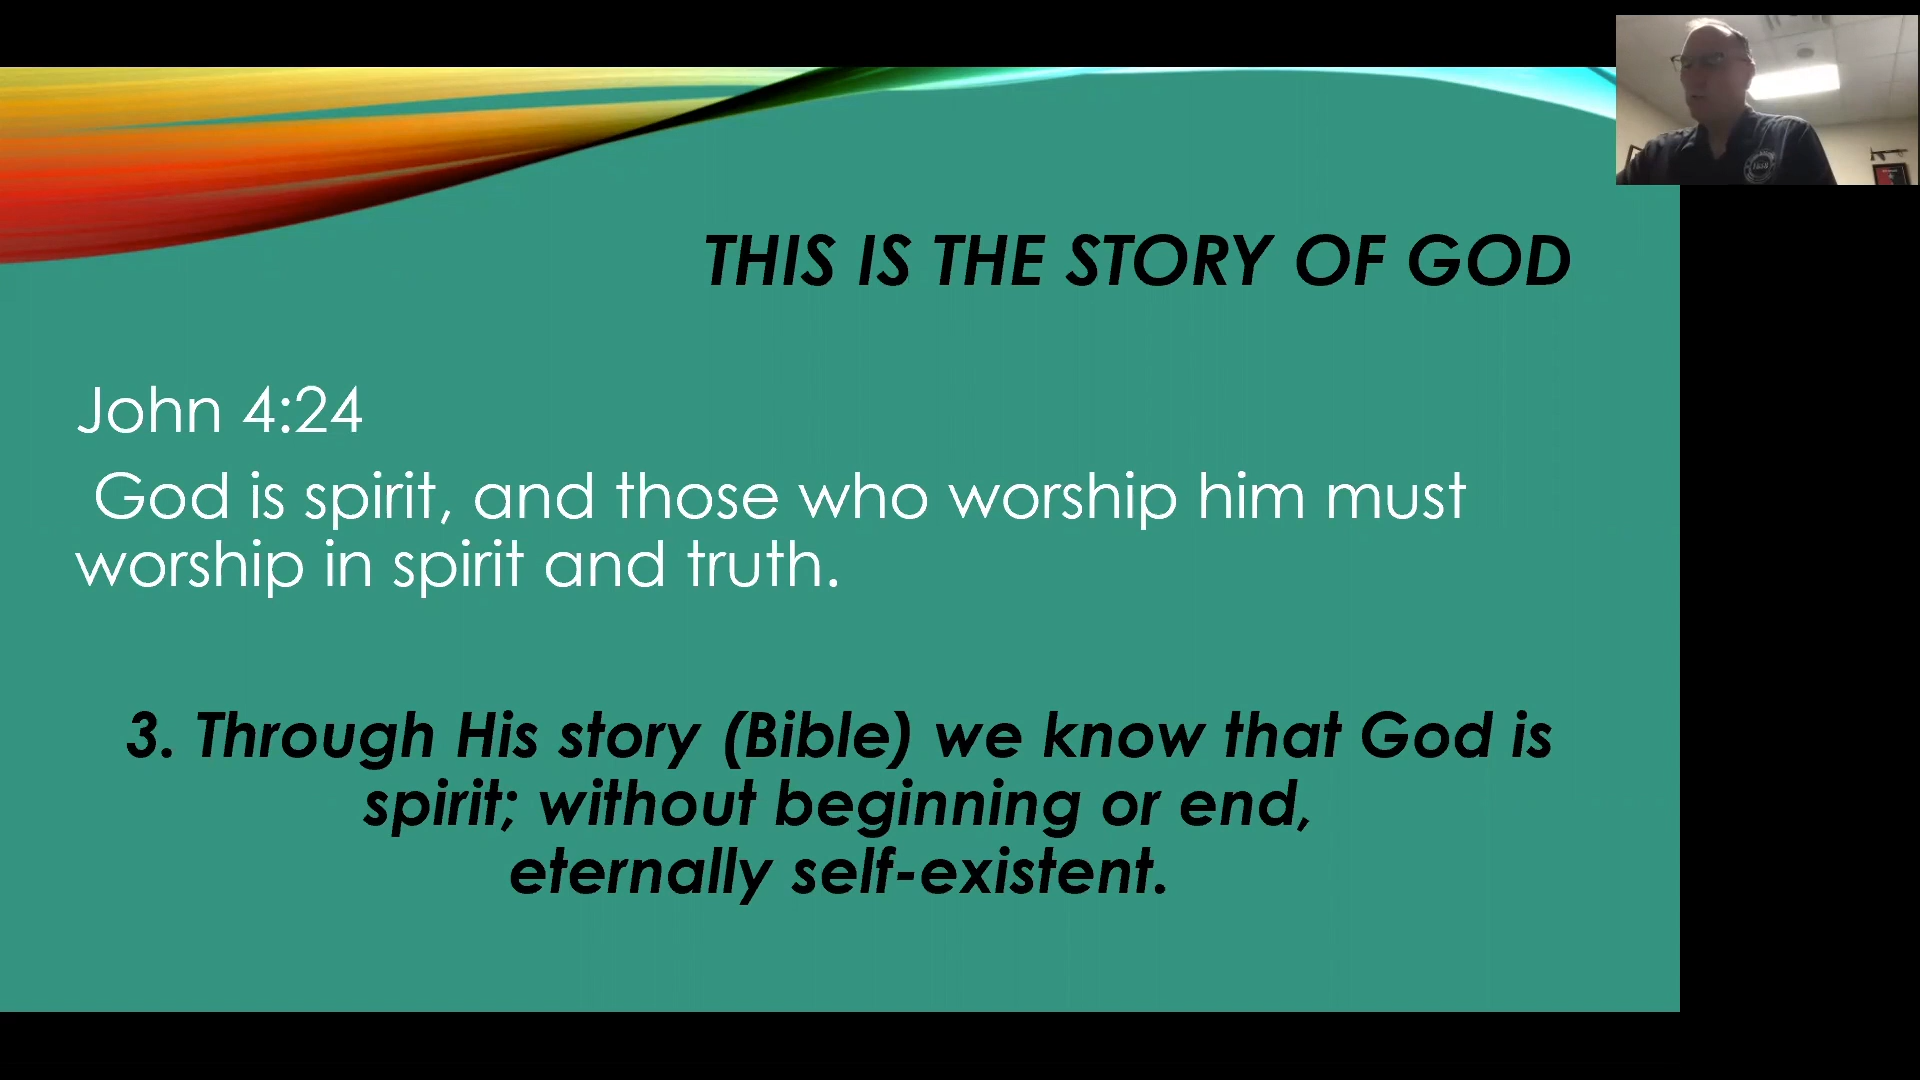 THIS IS THE STORY OF GOD
John 4:24
God is spirit, and those who worship him must
worship in spirit and truth.
3. Through His story (Bible) we know that God is
spirit; without beginning or end,
eternally self-existent.